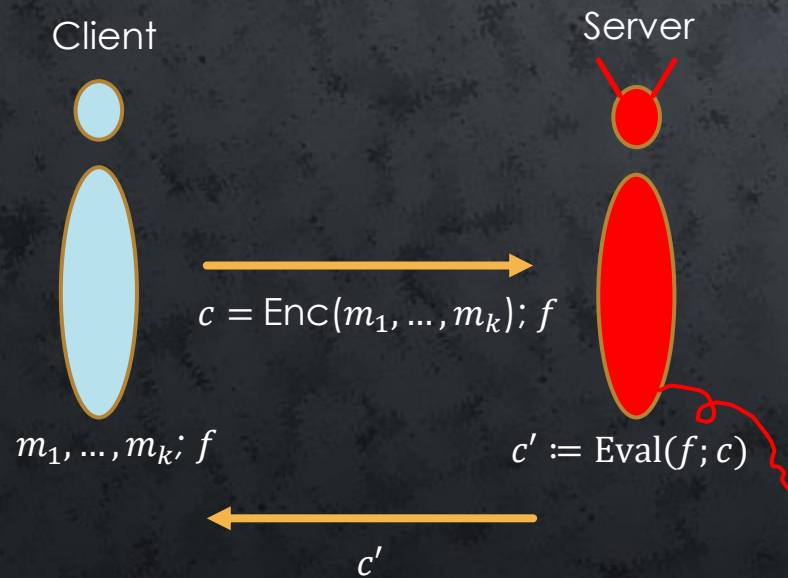 Client
Server
c = Enc(m₁, …, mₖ); f
m₁, …, mₖ; f
c′ ≔ Eval(f; c)
c′